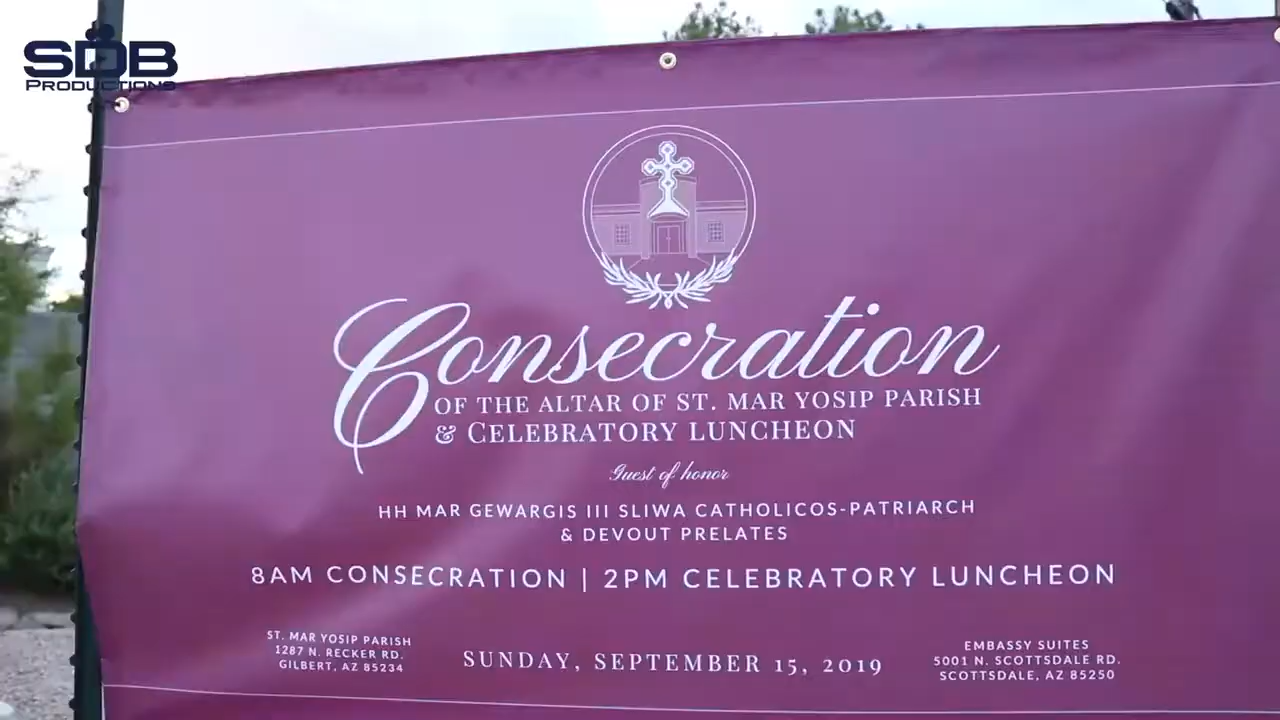 SDB
PRODUCTIONS
Consecration
OF THE ALTAR OF ST. MAR YOSIP PARISH
& CELEBRATORY LUNCHEON
Guest of honor
HH MAR GEWARGIS III SLIWA CATHOLICOS-PATRIARCH
& DEVOUT PRELATES
8AM CONSECRATION | 2PM CELEBRATORY LUNCHEON
ST. MAR YOSIP PARISH
1287 N. RECKER RD.
GILBERT, AZ 85234
SUNDAY, SEPTEMBER 15, 2019
EMBASSY SUITES
5001 N. SCOTTSDALE RD.
SCOTTSDALE, AZ 85250